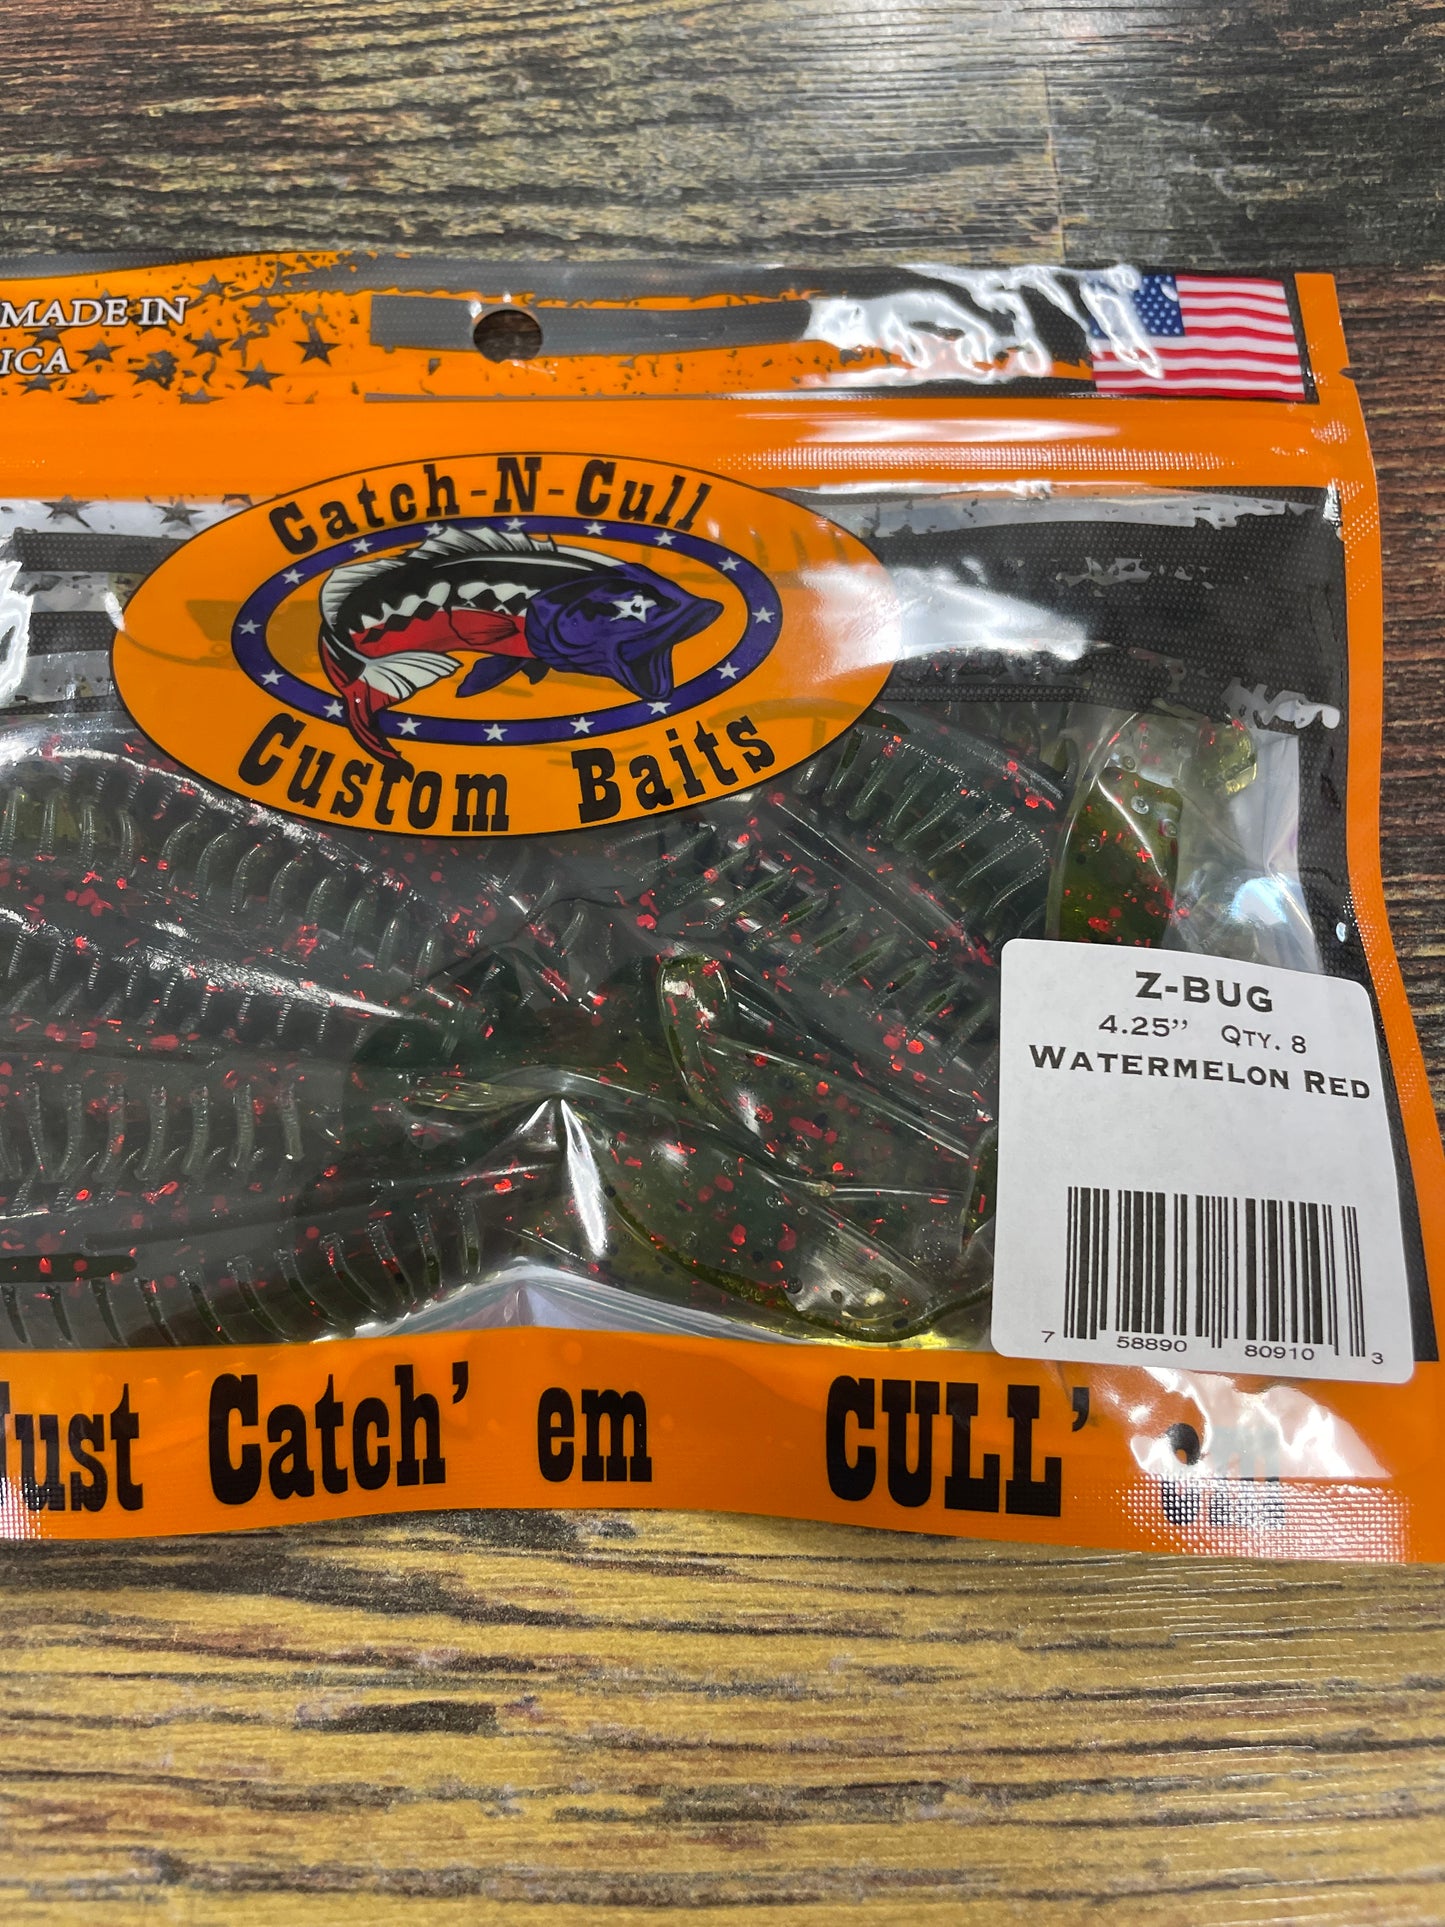 MADE IN
ICA
Catch-N-Cull
Custom Baits
Z-BUG
4.25” QTY. 8
WATERMELON RED
7 58890 80910 3
Just Catch’ em CULL’ em